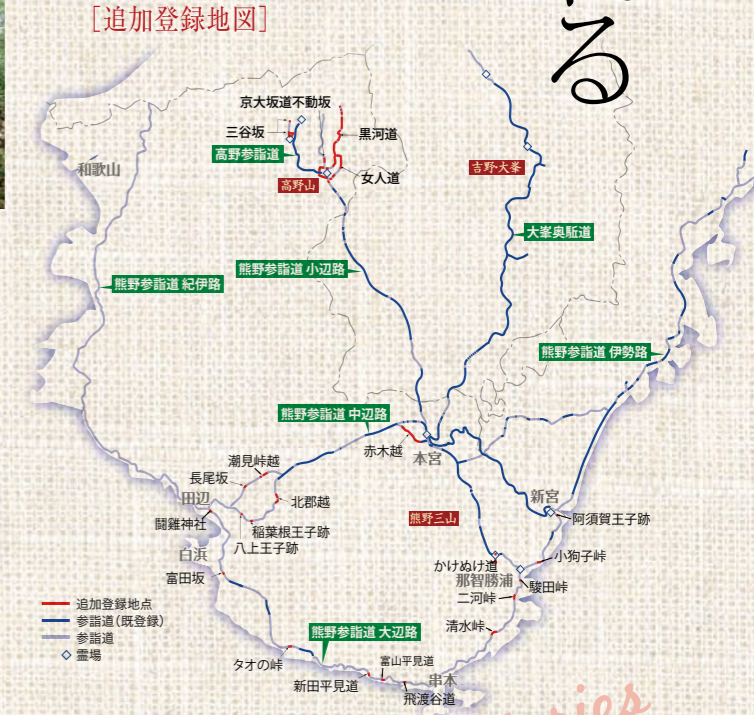 る
［追加登録地図］
京大坂道不動坂
三谷坂
黒河道
高野参詣道
女人道
高野山
吉野・大峯
和歌山
大峯奥駈道
熊野参詣道 小辺路
熊野参詣道 紀伊路
熊野参詣道 伊勢路
熊野参詣道 中辺路
赤木越
本宮
潮見峠越
長尾坂
田辺
北郡越
新宮
熊野三山
阿須賀王子跡
闘雞神社
稲葉根王子跡
八上王子跡
白浜
小狗子峠
かけぬけ道
那智勝浦
駿田峠
富田坂
二河峠
清水峠
熊野参詣道 大辺路
タオの峠
富山平見道
新田平見道
串本
飛渡谷道
追加登録地点
参詣道（既登録）
参詣道
霊場